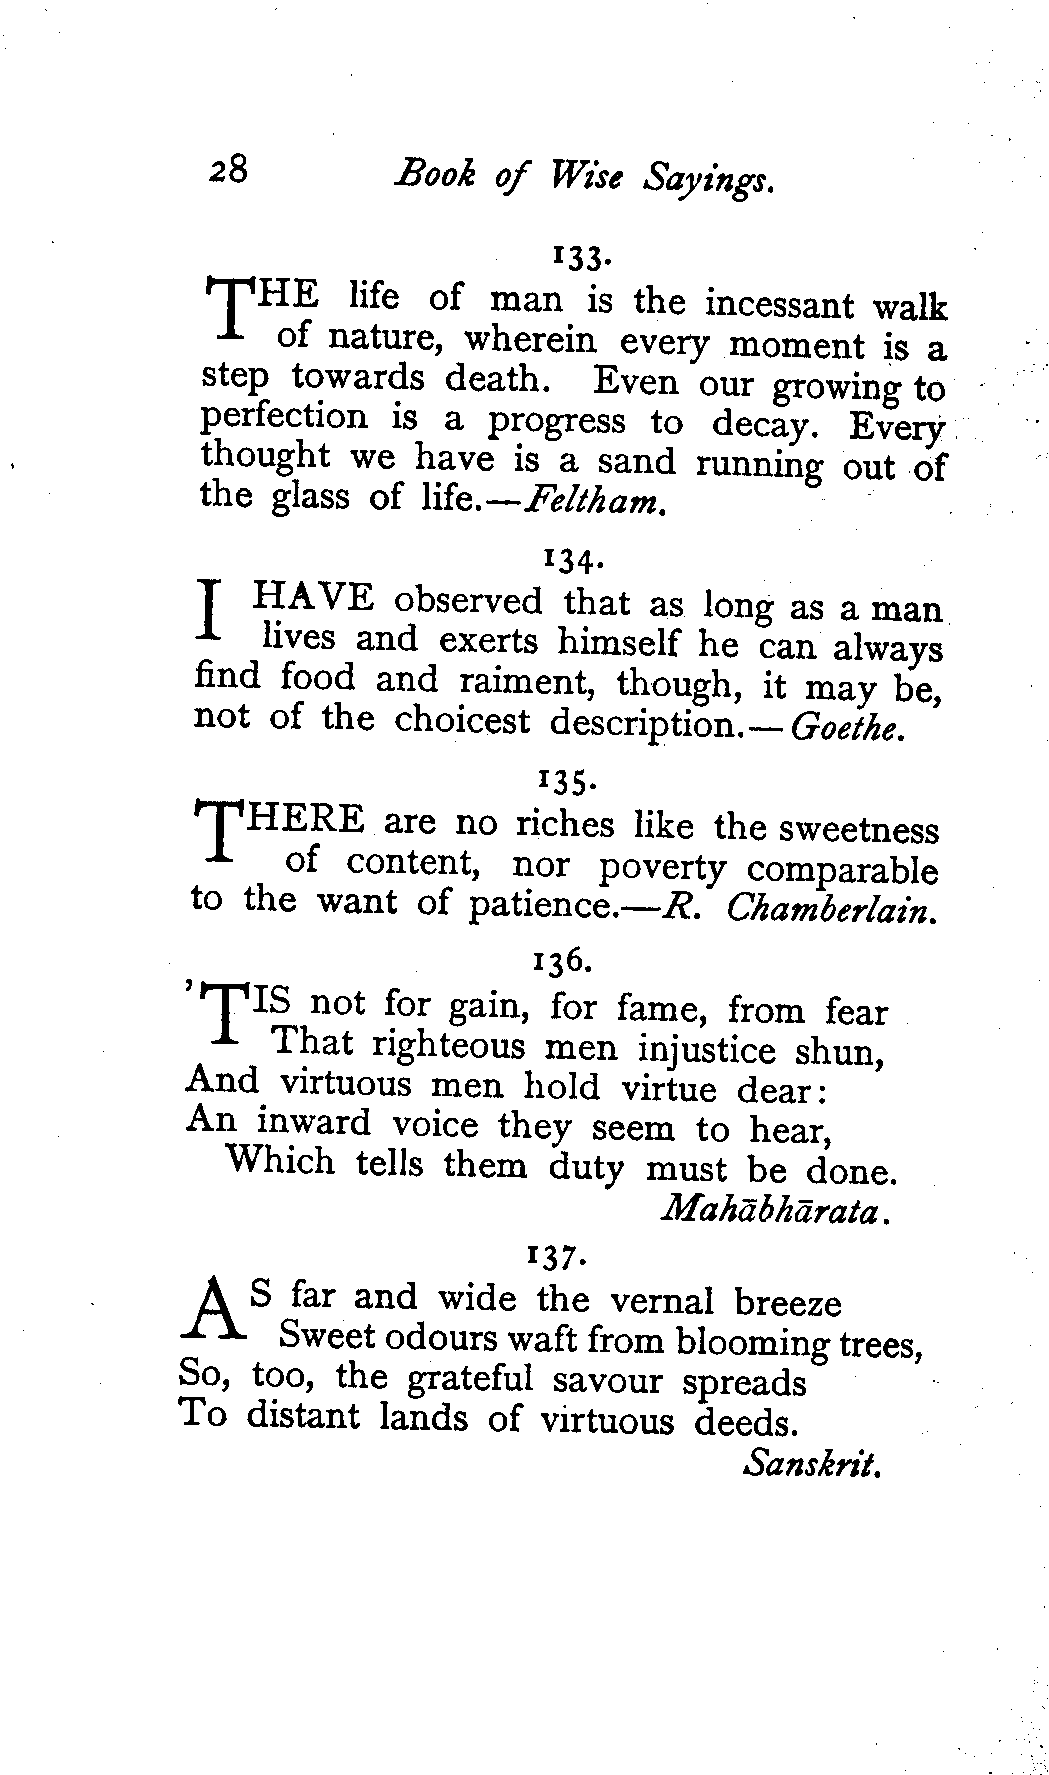 28 Book of Wise Sayings.
133.
THE life of man is the incessant walk
of nature, wherein every moment is a
step towards death. Even our growing to
perfection is a progress to decay. Every
thought we have is a sand running out of
the glass of life.—Feltham.
134.
I HAVE observed that as long as a man
lives and exerts himself he can always
find food and raiment, though, it may be,
not of the choicest description.—Goethe.
135.
THERE are no riches like the sweetness
of content, nor poverty comparable
to the want of patience.—R. Chamberlain.
136.
'TIS not for gain, for fame, from fear
That righteous men injustice shun,
And virtuous men hold virtue dear:
An inward voice they seem to hear,
Which tells them duty must be done.
Mahābhārata.
137.
AS far and wide the vernal breeze
Sweet odours waft from blooming trees,
So, too, the grateful savour spreads
To distant lands of virtuous deeds.
Sanskrit.